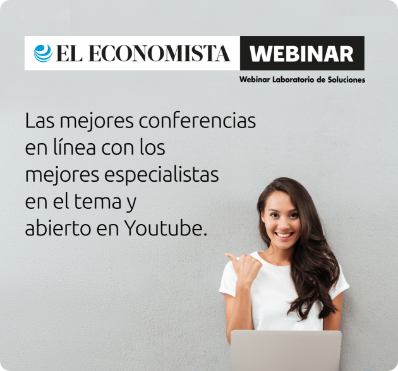 EL ECONOMISTA WEBINAR
Webinar Laboratorio de Soluciones
Las mejores conferencias
en línea con los
mejores especialistas
en el tema y
abierto en Youtube.